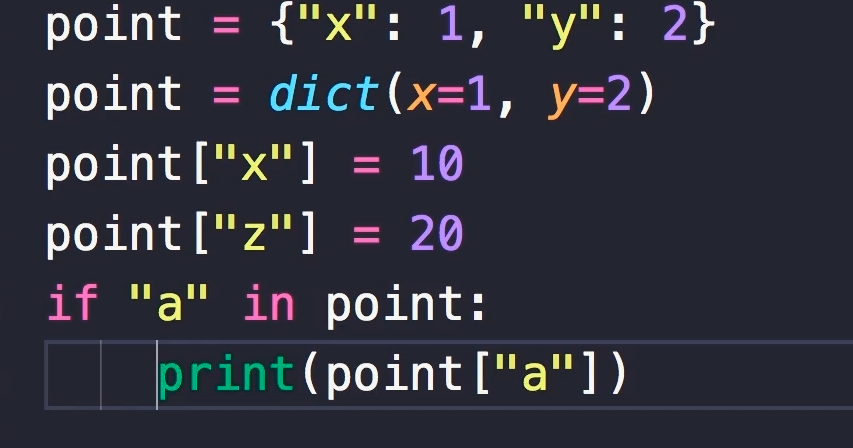 point = {"x": 1, "y": 2}
point = dict(x=1, y=2)
point["x"] = 10
point["z"] = 20
if "a" in point:
    print(point["a"])